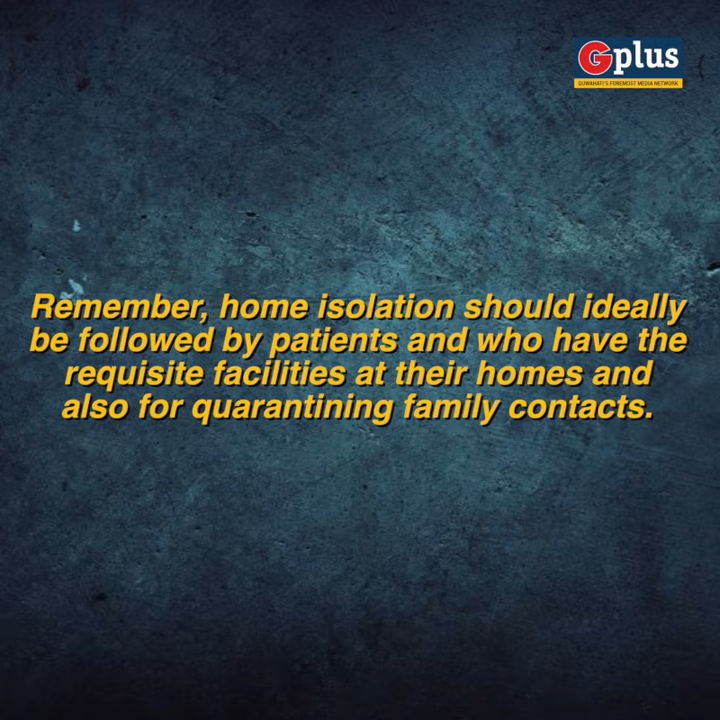 Gplus
GUWAHATI'S FOREMOST MEDIA NETWORK
Remember, home isolation should ideally
be followed by patients and who have the
requisite facilities at their homes and
also for quarantining family contacts.